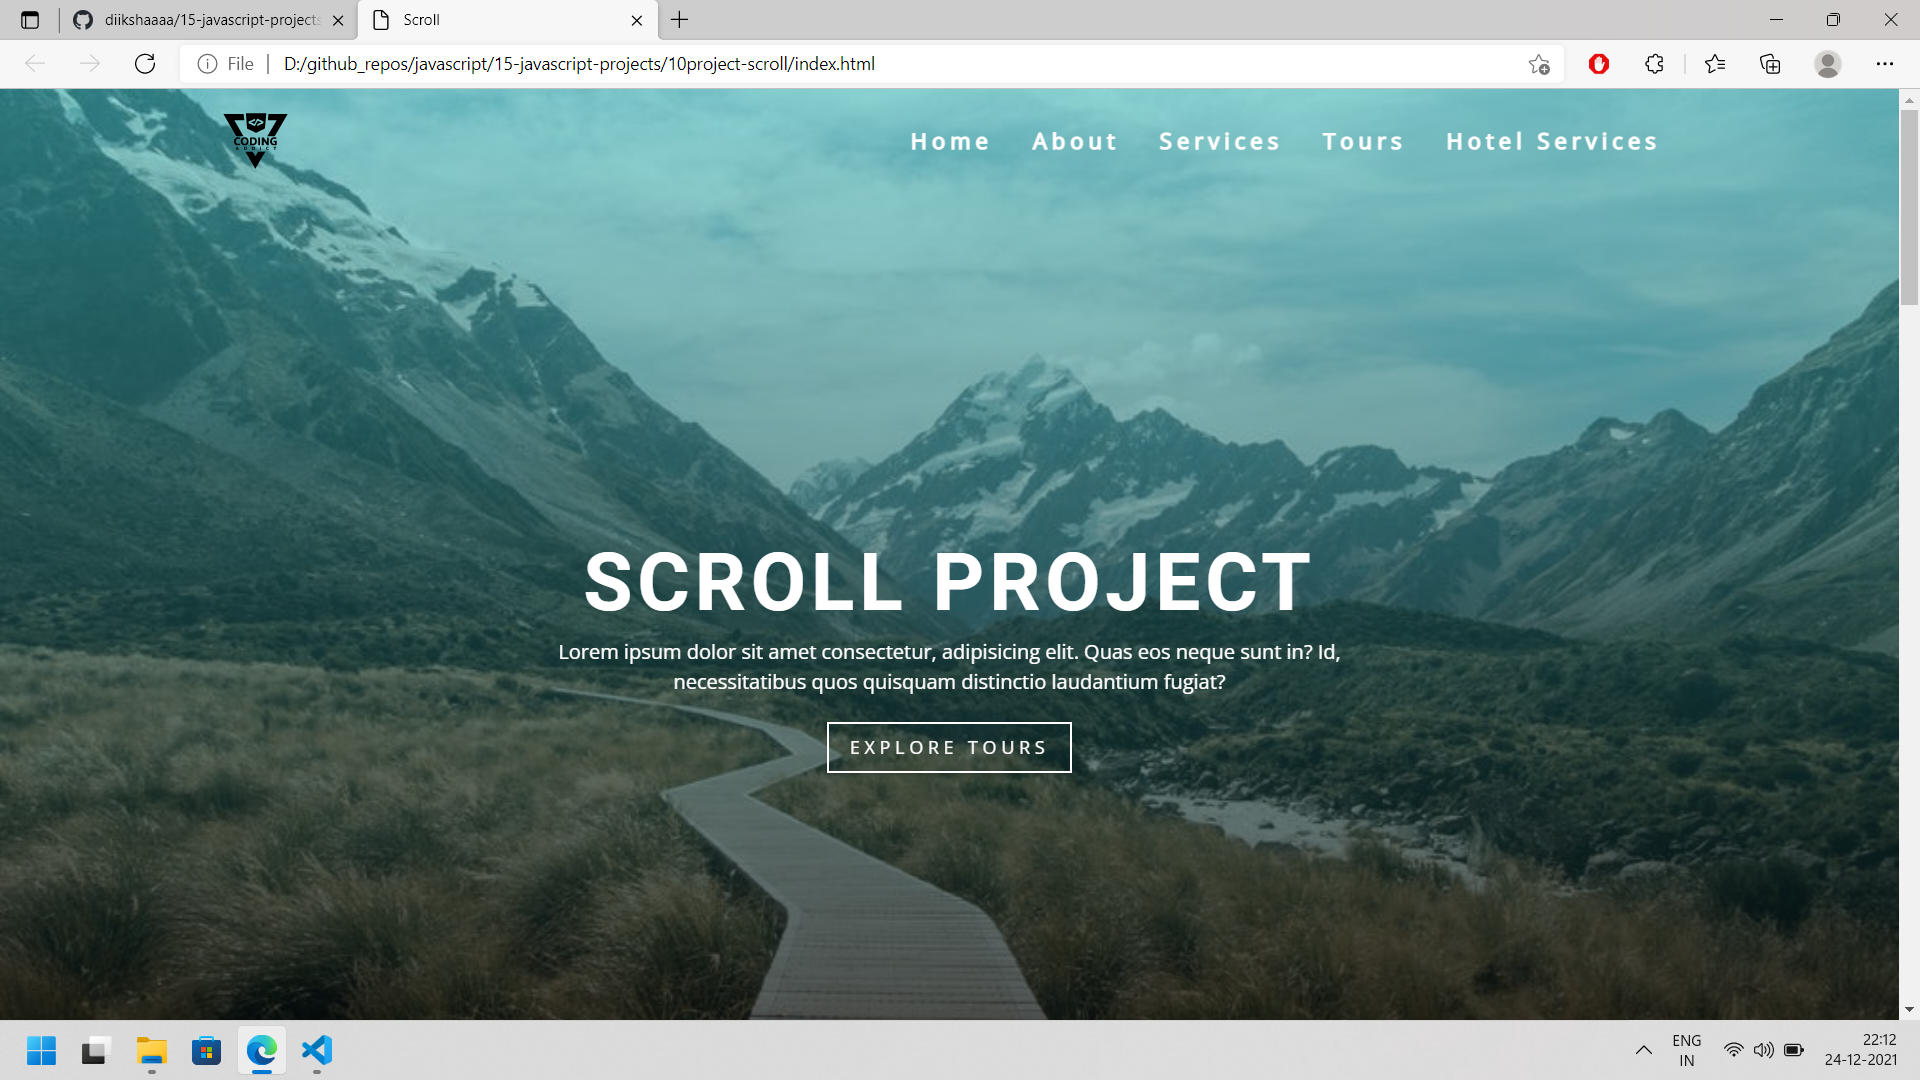 diikshaaaa/15-javascript-projects
Scroll
File
D:/github_repos/javascript/15-javascript-projects/10project-scroll/index.html
CODING
ADDICT
Home About Services Tours Hotel Services
SCROLL PROJECT
Lorem ipsum dolor sit amet consectetur, adipisicing elit. Quas eos neque sunt in? Id,
necessitatibus quos quisquam distinctio laudantium fugiat?
EXPLORE TOURS
ENG
IN
22:12
24-12-2021